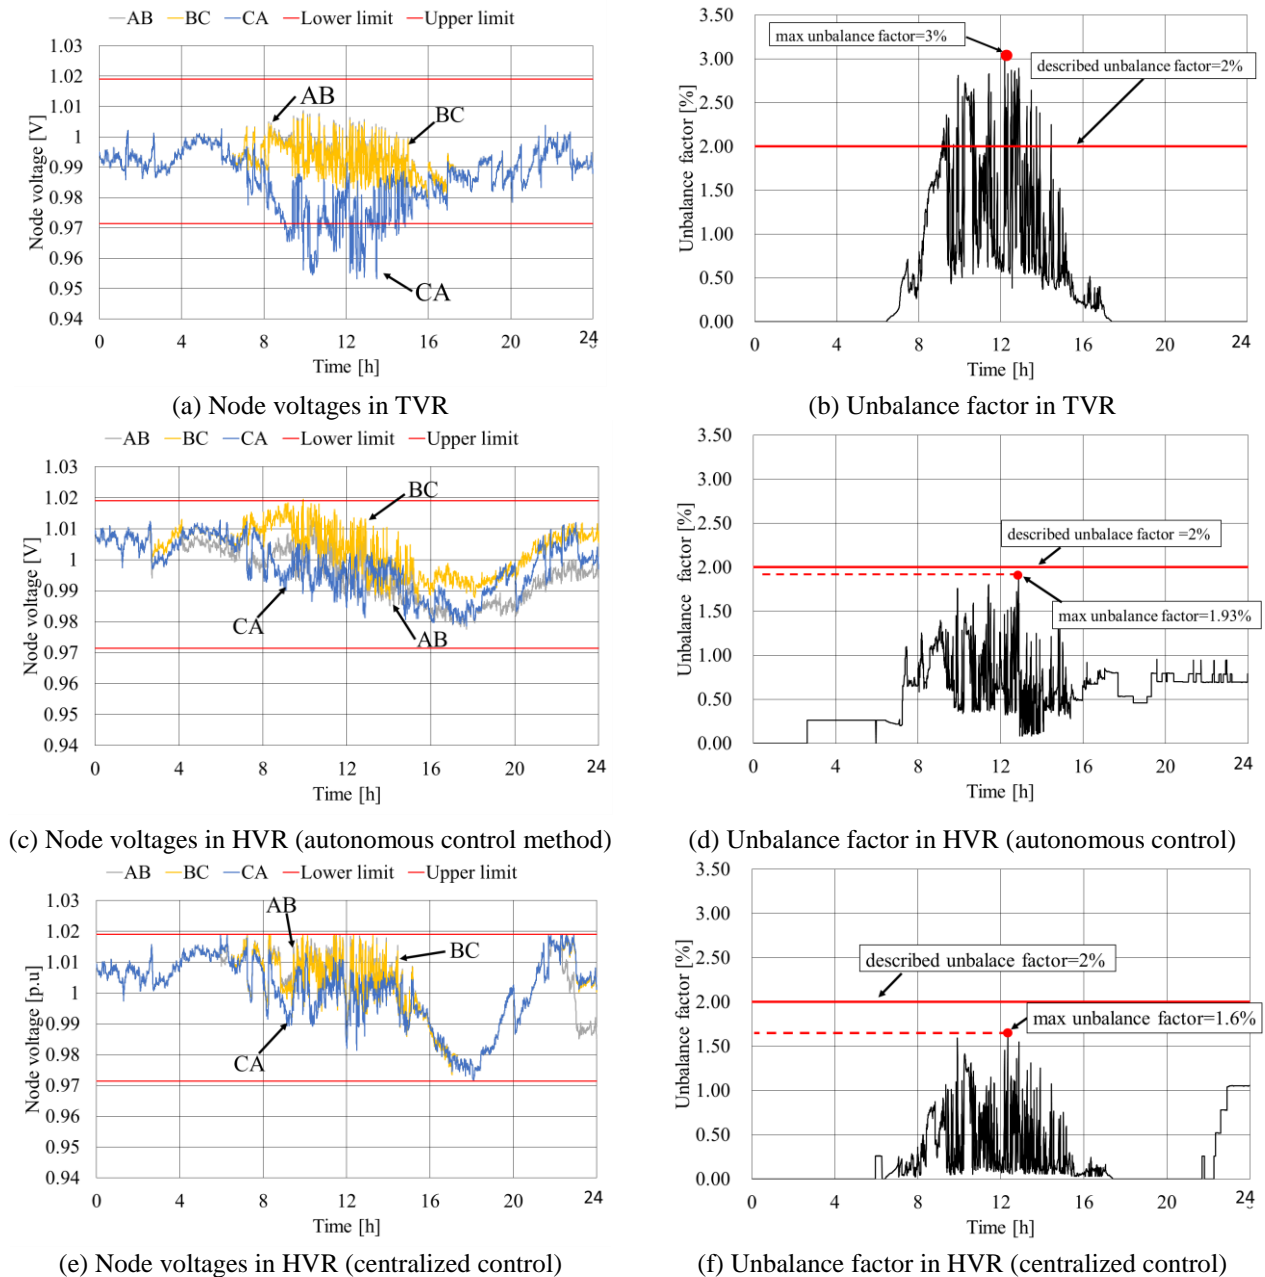 AB BC CA Lower limit Upper limit
1.03
1.02
1.01
1
0.99
0.98
0.97
0.96
0.95
0.94
Node voltage [V]
AB
BC
CA
0 4 8 12 16 20 24
Time [h]
(a) Node voltages in TVR
3.50
3.00
2.50
2.00
1.50
1.00
0.50
0.00
Unbalance factor [%]
max unbalance factor=3%
described unbalance factor=2%
0 4 8 12 16 20 24
Time [h]
(b) Unbalance factor in TVR
AB BC CA Lower limit Upper limit
1.03
1.02
1.01
1
0.99
0.98
0.97
0.96
0.95
0.94
Node voltage [V]
BC
CA
AB
0 4 8 12 16 20 24
Time [h]
(c) Node voltages in HVR (autonomous control method)
3.50
3.00
2.50
2.00
1.50
1.00
0.50
0.00
Unbalance factor [%]
described unbalace factor =2%
max unbalance factor=1.93%
0 4 8 12 16 20 24
Time [h]
(d) Unbalance factor in HVR (autonomous control)
AB BC CA Lower limit Upper limit
1.03
1.02
1.01
1
0.99
0.98
0.97
0.96
0.95
0.94
Node voltage [p.u]
AB
BC
CA
0 4 8 12 16 20 24
Time [h]
(e) Node voltages in HVR (centralized control)
3.50
3.00
2.50
2.00
1.50
1.00
0.50
0.00
Unbalance factor [%]
described unbalace factor=2%
max unbalance factor=1.6%
0 4 8 12 16 20 24
Time [h]
(f) Unbalance factor in HVR (centralized control)